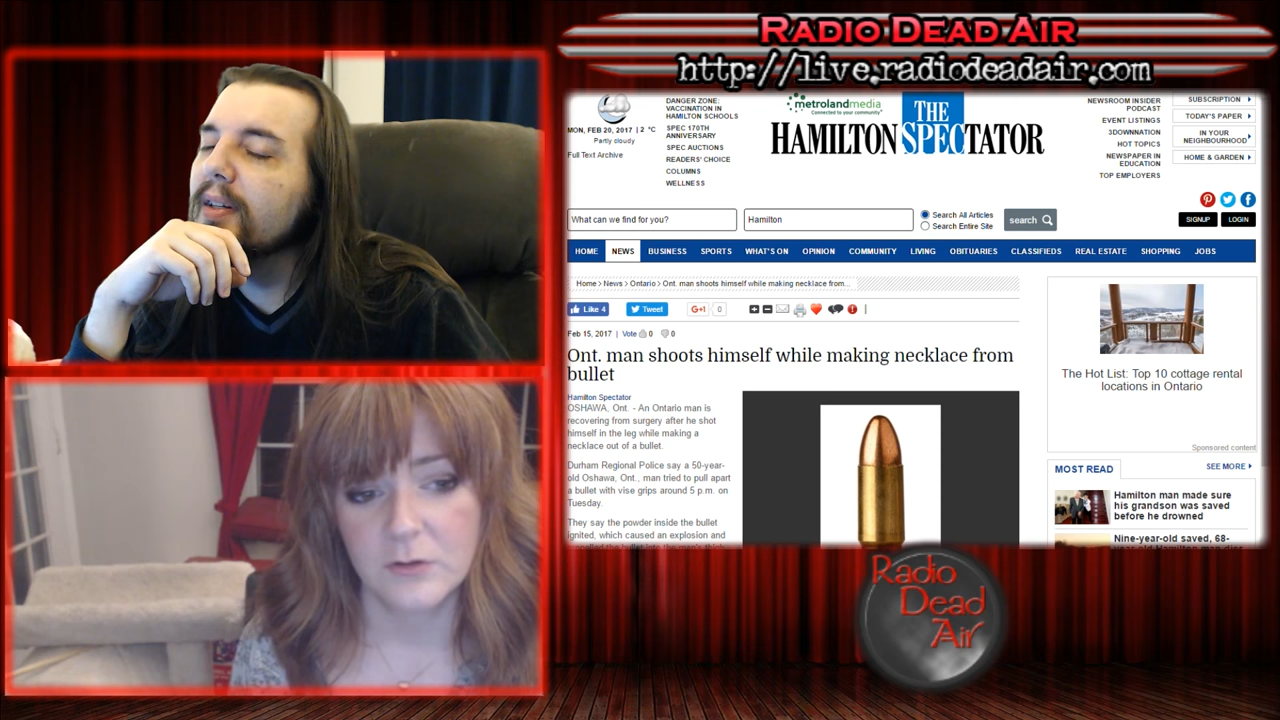 Radio Dead Air
http://live.radiodeadair.com
MON, FEB 20, 2017 | 2 °C
Partly cloudy
Full Text Archive
DANGER ZONE:
VACCINATION IN
HAMILTON SCHOOLS
SPEC 170TH
ANNIVERSARY
SPEC AUCTIONS
READERS' CHOICE
COLUMNS
WELLNESS
metrolandmedia
Connected to your community
THE
HAMILTON SPECTATOR
NEWSROOM INSIDER
PODCAST
EVENT LISTINGS
3DOWNNATION
HOT TOPICS
NEWSPAPER IN
EDUCATION
TOP EMPLOYERS
SUBSCRIPTION
TODAY'S PAPER
IN YOUR
NEIGHBOURHOOD
HOME & GARDEN
What can we find for you?
Hamilton
Search All Articles
Search Entire Site
search
SIGNUP
LOGIN
HOME NEWS BUSINESS SPORTS WHAT'S ON OPINION COMMUNITY LIVING OBITUARIES CLASSIFIEDS REAL ESTATE SHOPPING JOBS
Home > News > Ontario > Ont. man shoots himself while making necklace from...
Like 4
Tweet
G+1 0
Feb 15, 2017 | Vote 0 0
Ont. man shoots himself while making necklace from
bullet
Hamilton Spectator
OSHAWA, Ont. - An Ontario man is
recovering from surgery after he shot
himself in the leg while making a
necklace out of a bullet.
Durham Regional Police say a 50-year-
old Oshawa, Ont., man tried to pull apart
a bullet with vise grips around 5 p.m. on
Tuesday.
They say the powder inside the bullet
ignited, which caused an explosion and
The Hot List: Top 10 cottage rental
locations in Ontario
Sponsored content
MOST READ
SEE MORE
Hamilton man made sure
his grandson was saved
before he drowned
Nine-year-old saved, 68-
Radio
Dead
Air